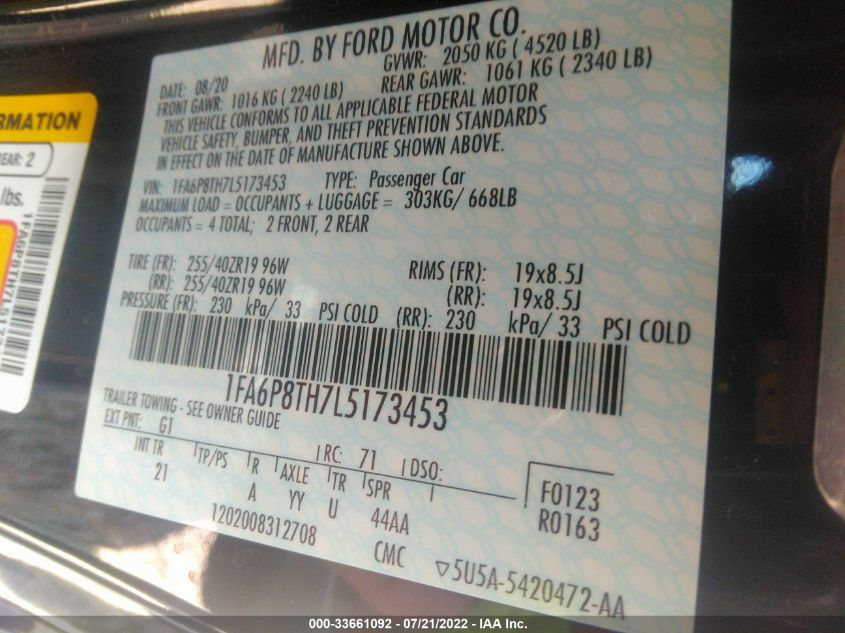 MFD. BY FORD MOTOR CO.
DATE: 08/20
GVWR: 2050 KG ( 4520 LB)
FRONT GAWR: 1016 KG ( 2240 LB)
REAR GAWR: 1061 KG ( 2340 LB)
THIS VEHICLE CONFORMS TO ALL APPLICABLE FEDERAL MOTOR
VEHICLE SAFETY, BUMPER, AND THEFT PREVENTION STANDARDS
IN EFFECT ON THE DATE OF MANUFACTURE SHOWN ABOVE.
VIN: 1FA6P8TH7L5173453 TYPE: Passenger Car
MAXIMUM LOAD = OCCUPANTS + LUGGAGE = 303KG/ 668LB
OCCUPANTS = 4 TOTAL; 2 FRONT, 2 REAR
TIRE (FR): 255/40ZR19 96W RIMS (FR): 19x8.5J
(RR): 255/40ZR19 96W (RR): 19x8.5J
PRESSURE (FR): 230 kPa/ 33 PSI COLD (RR): 230 kPa/ 33 PSI COLD
1FA6P8TH7L5173453
TRAILER TOWING - SEE OWNER GUIDE
EXT PNT: G1 RC: 71 DSO:
INT TR TP/PS R AXLE TR SPR
21 A YY U 44AA
F0123
R0163
1202008312708 CMC ▽5U5A-5420472-AA
RMATION
REAR: 2
lbs.
1FA6P8TH7L5173
000-33661092 - 07/21/2022 - IAA Inc.